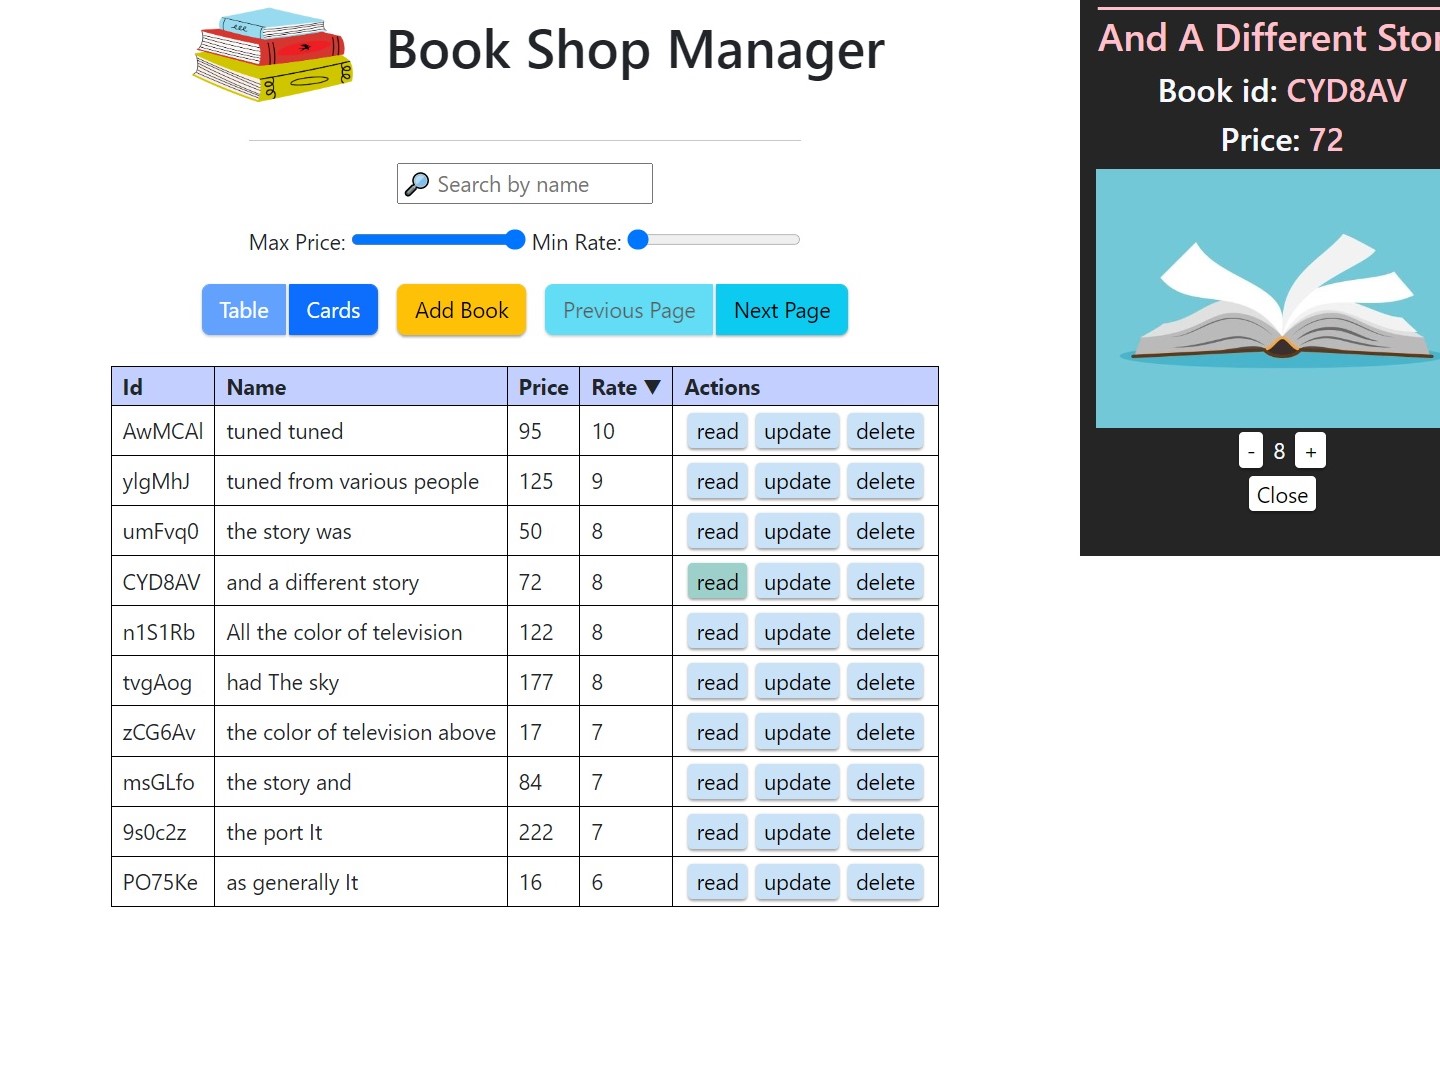 Book Shop Manager
Search by name
Max Price: Min Rate:
Table Cards Add Book Previous Page Next Page
Id Name Price Rate ▼ Actions
AwMCAl tuned tuned 95 10 read update delete
ylgMhJ tuned from various people 125 9 read update delete
umFvq0 the story was 50 8 read update delete
CYD8AV and a different story 72 8 read update delete
n1S1Rb All the color of television 122 8 read update delete
tvgAog had The sky 177 8 read update delete
zCG6Av the color of television above 17 7 read update delete
msGLfo the story and 84 7 read update delete
9s0c2z the port It 222 7 read update delete
PO75Ke as generally It 16 6 read update delete
And A Different Stor
Book id: CYD8AV
Price: 72
- 8 +
Close